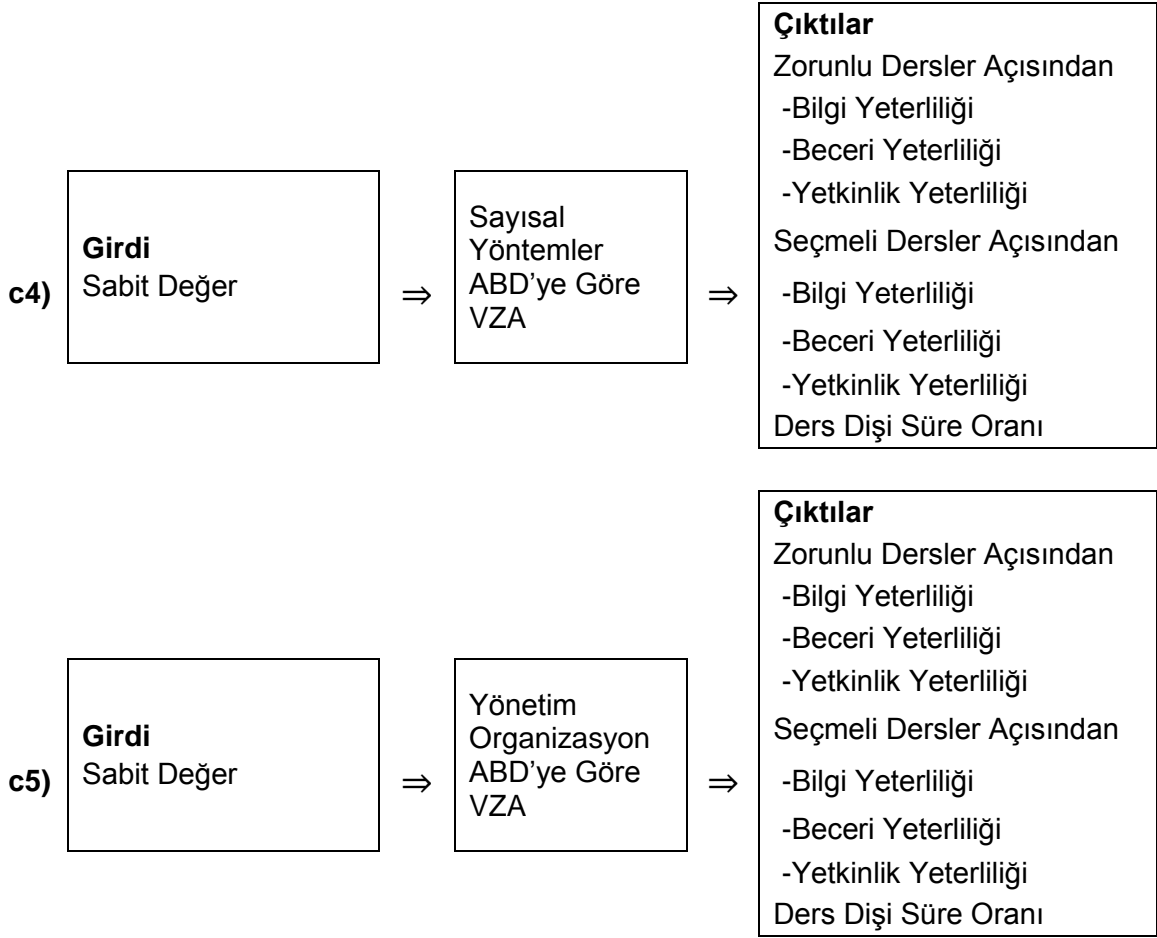 c4)
Girdi
Sabit Değer
⇒
Sayısal
Yöntemler
ABD’ye Göre
VZA
⇒
Çıktılar
Zorunlu Dersler Açısından
-Bilgi Yeterliliği
-Beceri Yeterliliği
-Yetkinlik Yeterliliği
Seçmeli Dersler Açısından
-Bilgi Yeterliliği
-Beceri Yeterliliği
-Yetkinlik Yeterliliği
Ders Dişi Süre Oranı
c5)
Girdi
Sabit Değer
⇒
Yönetim
Organizasyon
ABD’ye Göre
VZA
⇒
Çıktılar
Zorunlu Dersler Açısından
-Bilgi Yeterliliği
-Beceri Yeterliliği
-Yetkinlik Yeterliliği
Seçmeli Dersler Açısından
-Bilgi Yeterliliği
-Beceri Yeterliliği
-Yetkinlik Yeterliliği
Ders Dişi Süre Oranı